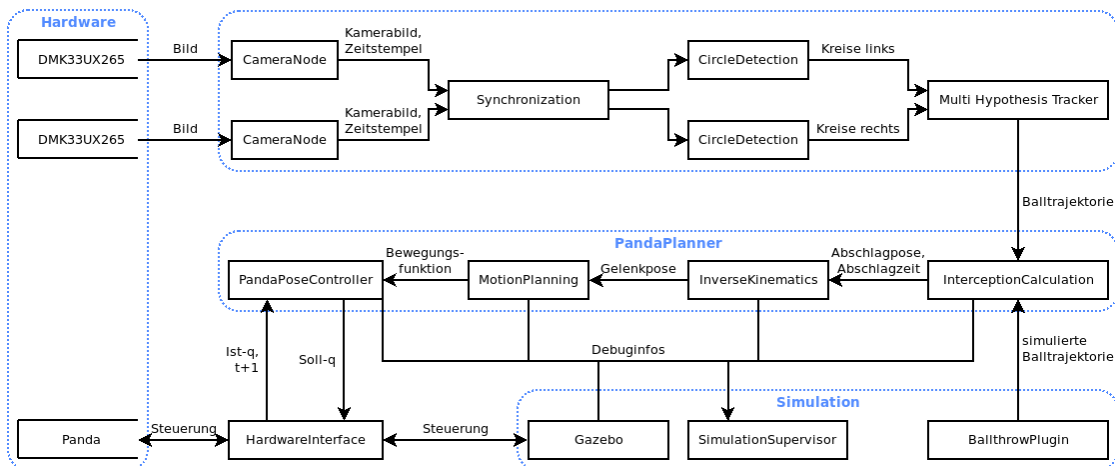 Hardware
DMK33UX265
Bild
CameraNode
Kamerabild,
Zeitstempel
Synchronization
CircleDetection
Kreise links
Multi Hypothesis Tracker
DMK33UX265
Bild
CameraNode
Kamerabild,
Zeitstempel
CircleDetection
Kreise rechts
Balltrajektorie
PandaPlanner
PandaPoseController
Bewegungs-
funktion
MotionPlanning
Gelenkpose
InverseKinematics
Abschlagpose,
Abschlagzeit
InterceptionCalculation
Ist-q,
t+1
Soll-q
Debuginfos
simulierte
Balltrajektorie
Simulation
Panda
Steuerung
HardwareInterface
Steuerung
Gazebo
SimulationSupervisor
BallthrowPlugin